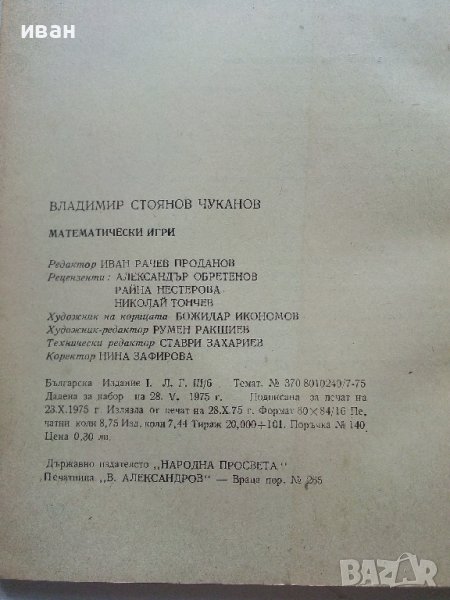 иван
ВЛАДИМИР СТОЯНОВ ЧУКАНОВ
МАТЕМАТИЧЕСКИ ИГРИ
Редактор ИВАН РАЧЕВ ПРОДАНОВ
Рецензенти: АЛЕКСАНДЪР ОБРЕТЕНОВ
РАЙНА НЕСТЕРОВА
НИКОЛАЙ ТОНЧЕВ
Художник на корицата БОЖИДАР ИКОНОМОВ
Художник-редактор РУМЕН РАКШИЕВ
Технически редактор СТАВРИ ЗАХАРИЕВ
Коректор НИНА ЗАФИРОВА
Българска Издание I. Л. Г. III/6 Темат. № 370 8010240/7-75
Дадена за набор на 28. V. 1975 г. Подписана за печат на
23.X.1975 г. Излязла от печат на 28.X.75 г. Формат 60×84/16 Пе
чатни коли 8,75 Изд. коли 7,44 Тираж 20,000+101. Поръчка № 140
Цена 0,30 лв.
Държавно издателство „НАРОДНА ПРОСВЕТА"
Печатница „В. АЛЕКСАНДРОВ" — Враца пор. № 265
BAZAR